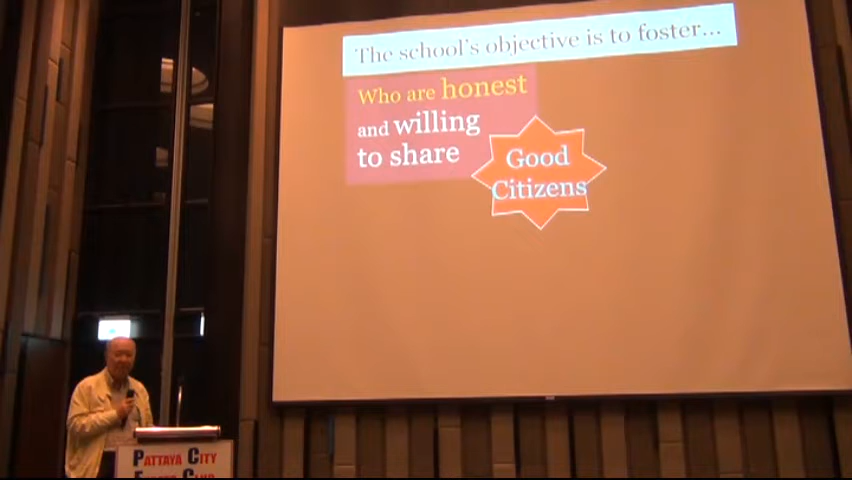 The school's objective is to foster...
Who are honest
and willing
to share
Good
Citizens
PATTAYA CITY